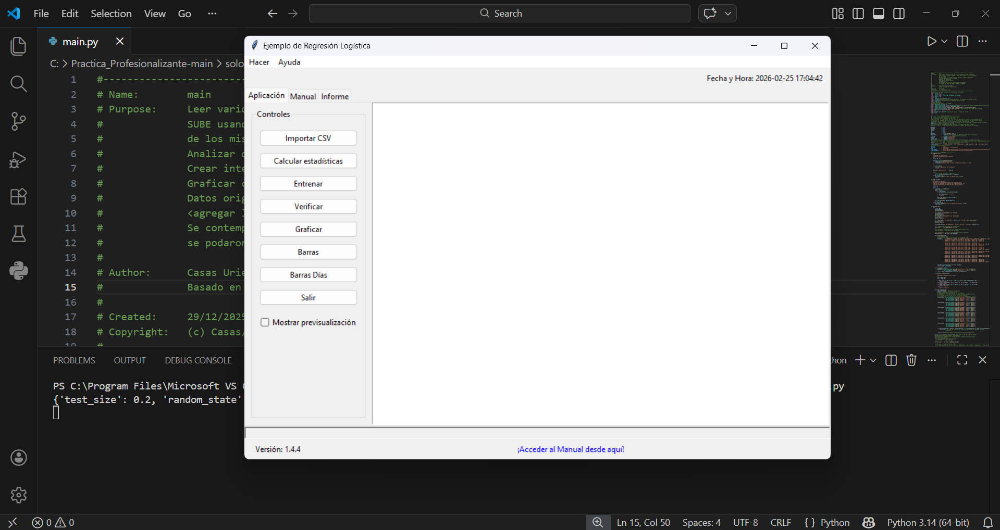 File Edit Selection View Go ···
Search
main.py
C: > Practica_Profesionalizante-main > solo
1 #-------------------------
2 # Name: main
3 # Purpose: Leer vario
4 # SUBE usand
5 # de los mis
6 # Analizar
7 # Crear inte
8 # Graficar
9 # Datos orig
10 # <agregar
11 # Se contemp
12 # se podaron
13 #
14 # Author: Casas Urie
15 # Basado en
16 #
17 # Created: 29/12/2025
18 # Copyright: (c) Casas/
19 #
Ejemplo de Regresión Logística
Hacer Ayuda
Fecha y Hora: 2026-02-25 17:04:42
Aplicación Manual Informe
Controles
Importar CSV
Calcular estadísticas
Entrenar
Verificar
Graficar
Barras
Barras Días
Salir
Mostrar previsualización
Versión: 1.4.4
¡Acceder al Manual desde aquí!
PROBLEMS OUTPUT DEBUG CONSOLE
hon
PS C:\Program Files\Microsoft VS
py
{'test_size': 0.2, 'random_state'
0 0
Ln 15, Col 50 Spaces: 4 UTF-8 CRLF { } Python Python 3.14 (64-bit)